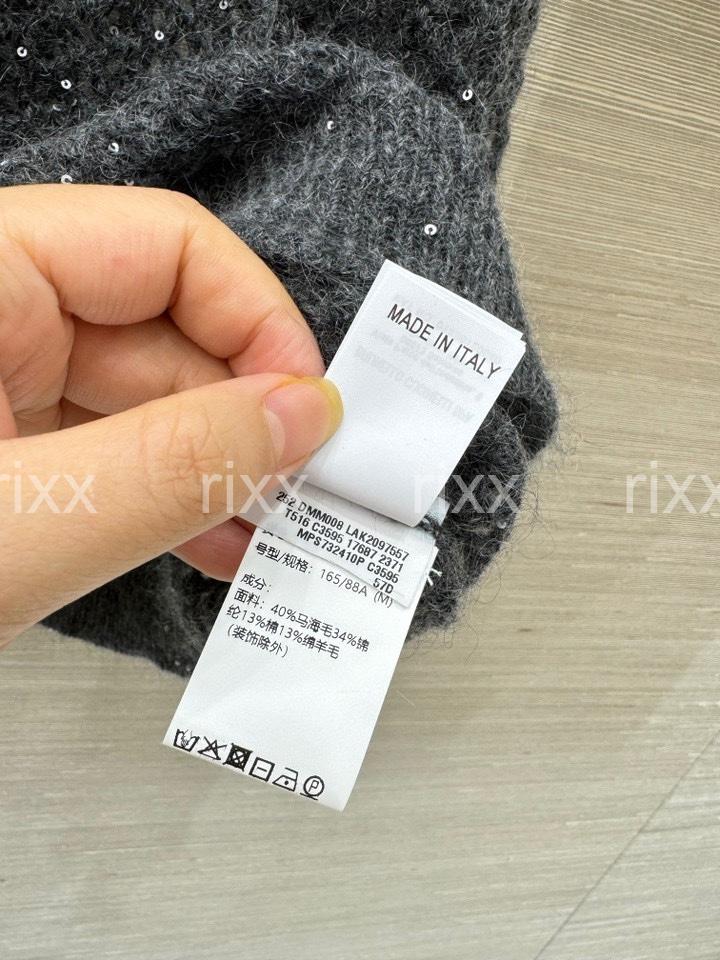 MADE IN ITALY
rixx rixx rixx rixx
252 DMM008 LAK2097557
T516 C3595 17687 2371
MPS732410P C3595
57D
号型/规格: 165/88A (M)
成分:
面料: 40%马海毛34%锦
纶13%棉13%绵羊毛
(装饰除外)
P